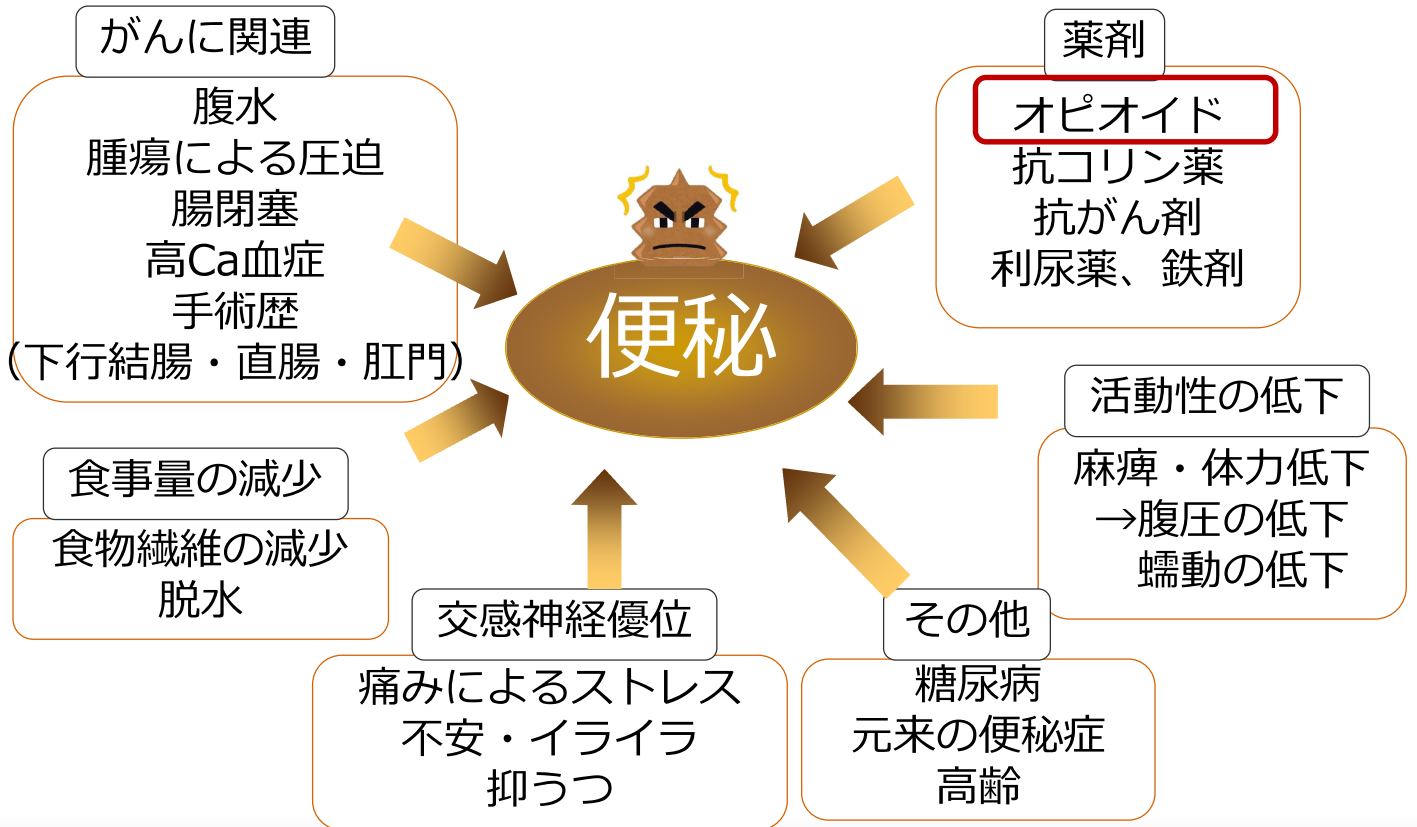 がんに関連
腹水
腫瘍による圧迫
腸閉塞
高Ca血症
手術歴
（下行結腸・直腸・肛門）
薬剤
オピオイド
抗コリン薬
抗がん剤
利尿薬、鉄剤
便秘
活動性の低下
麻痺・体力低下
→腹圧の低下
蠕動の低下
食事量の減少
食物繊維の減少
脱水
交感神経優位
痛みによるストレス
不安・イライラ
抑うつ
その他
糖尿病
元来の便秘症
高齢